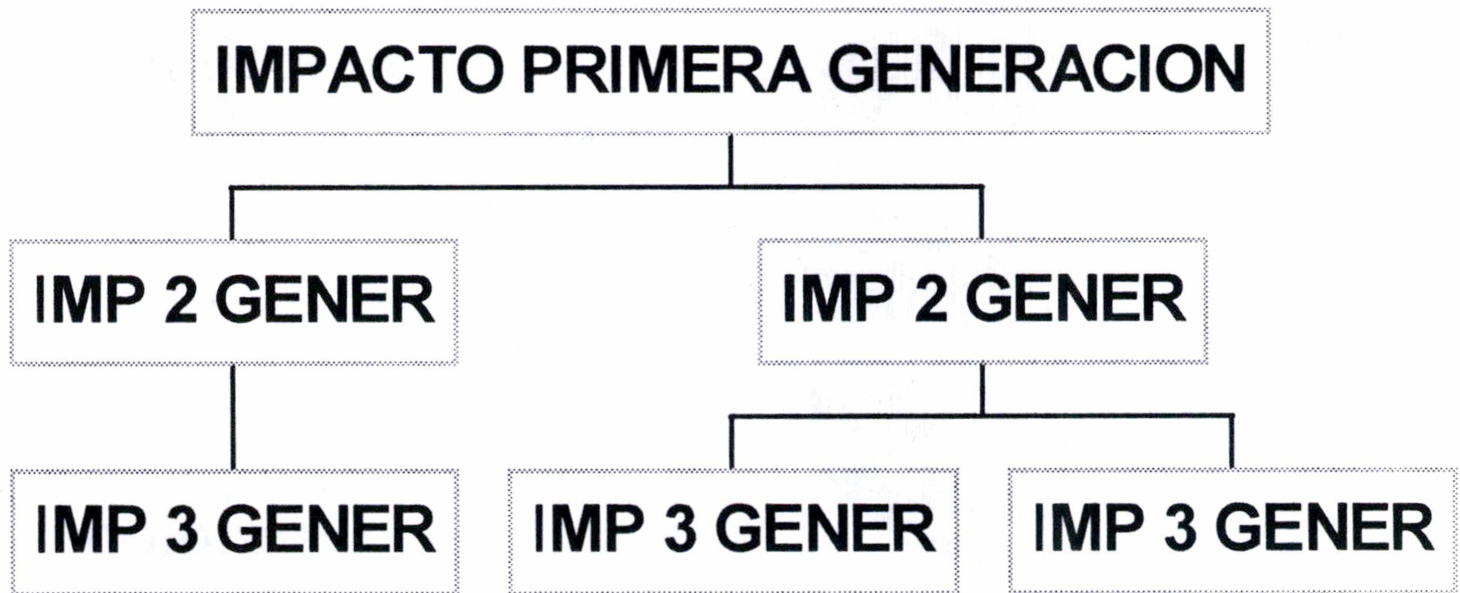 IMPACTO PRIMERA GENERACION
IMP 2 GENER
IMP 2 GENER
IMP 3 GENER
IMP 3 GENER
IMP 3 GENER